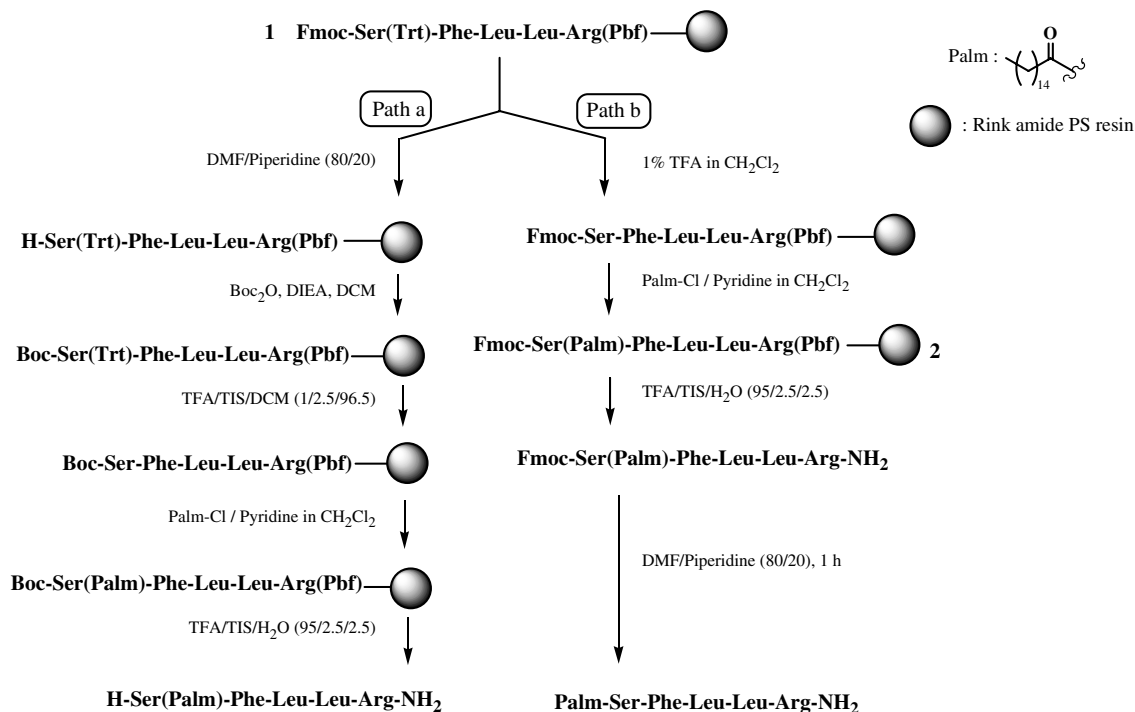 1 Fmoc-Ser(Trt)-Phe-Leu-Leu-Arg(Pbf)
Palm : ( )14 O
: Rink amide PS resin
Path a
Path b
DMF/Piperidine (80/20)
1% TFA in CH2Cl2
H-Ser(Trt)-Phe-Leu-Leu-Arg(Pbf)
Fmoc-Ser-Phe-Leu-Leu-Arg(Pbf)
Boc2O, DIEA, DCM
Palm-Cl / Pyridine in CH2Cl2
Boc-Ser(Trt)-Phe-Leu-Leu-Arg(Pbf)
Fmoc-Ser(Palm)-Phe-Leu-Leu-Arg(Pbf) 2
TFA/TIS/DCM (1/2.5/96.5)
TFA/TIS/H2O (95/2.5/2.5)
Boc-Ser-Phe-Leu-Leu-Arg(Pbf)
Fmoc-Ser(Palm)-Phe-Leu-Leu-Arg-NH2
Palm-Cl / Pyridine in CH2Cl2
DMF/Piperidine (80/20), 1 h
Boc-Ser(Palm)-Phe-Leu-Leu-Arg(Pbf)
TFA/TIS/H2O (95/2.5/2.5)
H-Ser(Palm)-Phe-Leu-Leu-Arg-NH2
Palm-Ser-Phe-Leu-Leu-Arg-NH2